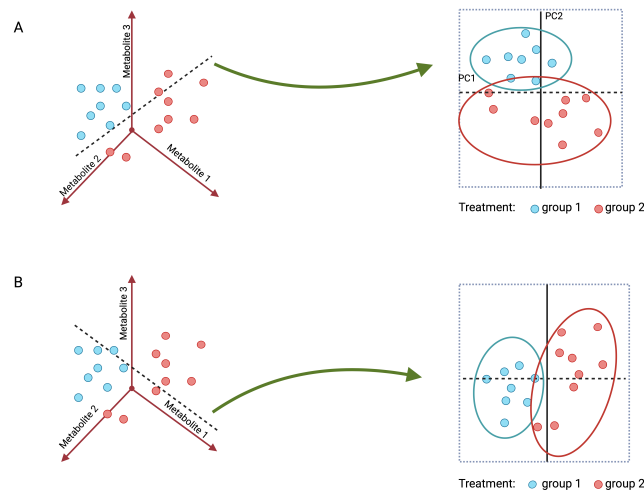 A
Metabolite 3
Metabolite 2
Metabolite 1
PC2
PC1
Treatment: group 1 group 2
B
Metabolite 3
Metabolite 2
Metabolite 1
Treatment: group 1 group 2